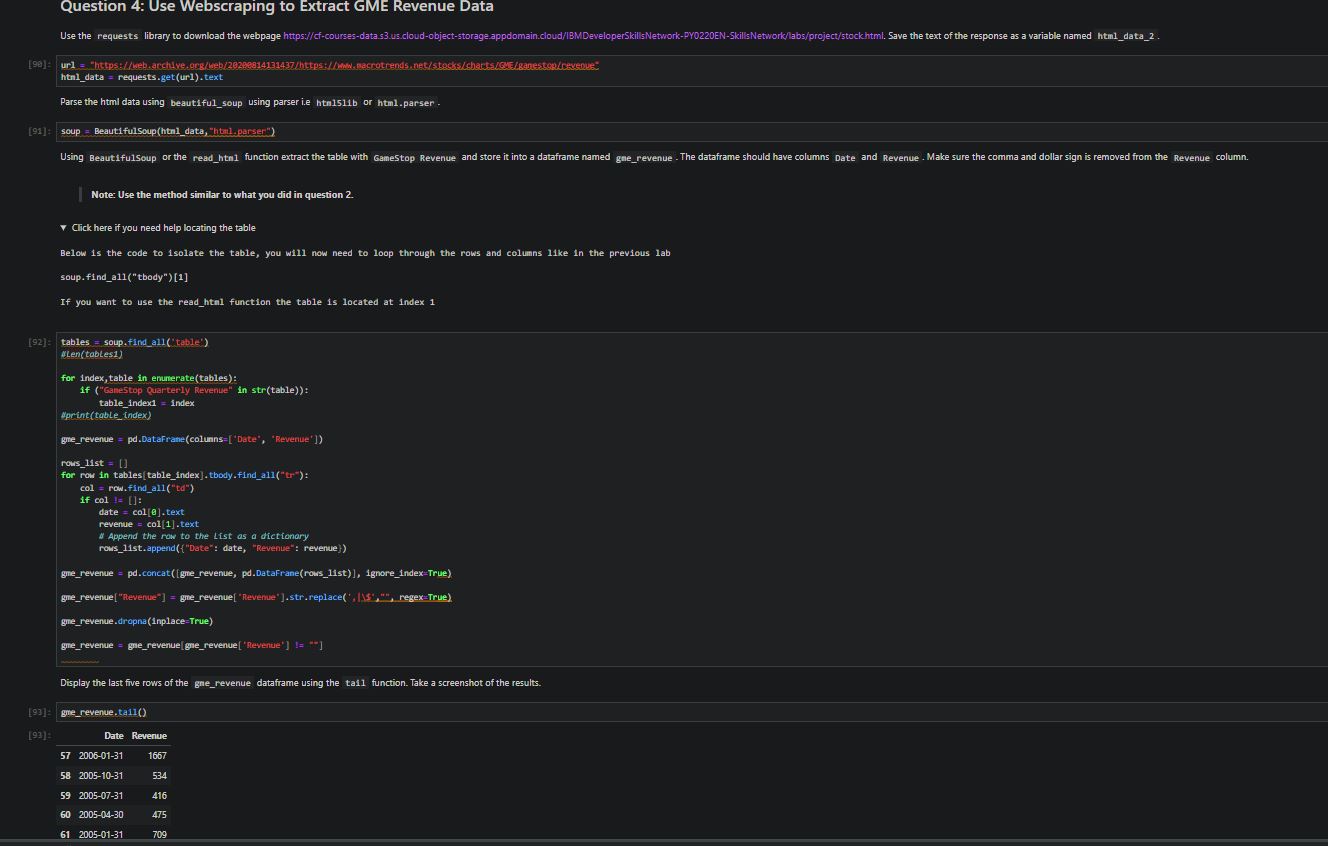 Question 4: Use Webscraping to Extract GME Revenue Data
Use the requests library to download the webpage https://cf-courses-data.s3.us.cloud-object-storage.appdomain.cloud/IBMDeveloperSkillsNetwork-PY0220EN-SkillsNetwork/labs/project/stock.html. Save the text of the response as a variable named html_data_2.
[90]: url = "https://web.archive.org/web/20200814131437/https://www.macrotrends.net/stocks/charts/GME/gamestop/revenue"
html_data = requests.get(url).text
Parse the html data using beautiful_soup using parser i.e html5lib or html.parser.
[91]: soup = BeautifulSoup(html_data,"html.parser")
Using BeautifulSoup or the read_html function extract the table with GameStop Revenue and store it into a dataframe named gme_revenue. The dataframe should have columns Date and Revenue. Make sure the comma and dollar sign is removed from the Revenue column.
Note: Use the method similar to what you did in question 2.
▼ Click here if you need help locating the table
Below is the code to isolate the table, you will now need to loop through the rows and columns like in the previous lab
soup.find_all("tbody")[1]
If you want to use the read_html function the table is located at index 1
[92]: tables = soup.find_all('table')
#len(tables1)
for index,table in enumerate(tables):
    if ("GameStop Quarterly Revenue" in str(table)):
        table_index1 = index
#print(table_index)
gme_revenue = pd.DataFrame(columns=['Date', 'Revenue'])
rows_list = []
for row in tables[table_index].tbody.find_all("tr"):
    col = row.find_all("td")
    if col != []:
        date = col[0].text
        revenue = col[1].text
        # Append the row to the list as a dictionary
        rows_list.append({"Date": date, "Revenue": revenue})
gme_revenue = pd.concat([gme_revenue, pd.DataFrame(rows_list)], ignore_index=True)
gme_revenue["Revenue"] = gme_revenue['Revenue'].str.replace(',|\$',"", regex=True)
gme_revenue.dropna(inplace=True)
gme_revenue = gme_revenue[gme_revenue['Revenue'] != ""]
Display the last five rows of the gme_revenue dataframe using the tail function. Take a screenshot of the results.
[93]: gme_revenue.tail()
[93]: Date Revenue
57 2006-01-31 1667
58 2005-10-31 534
59 2005-07-31 416
60 2005-04-30 475
61 2005-01-31 709